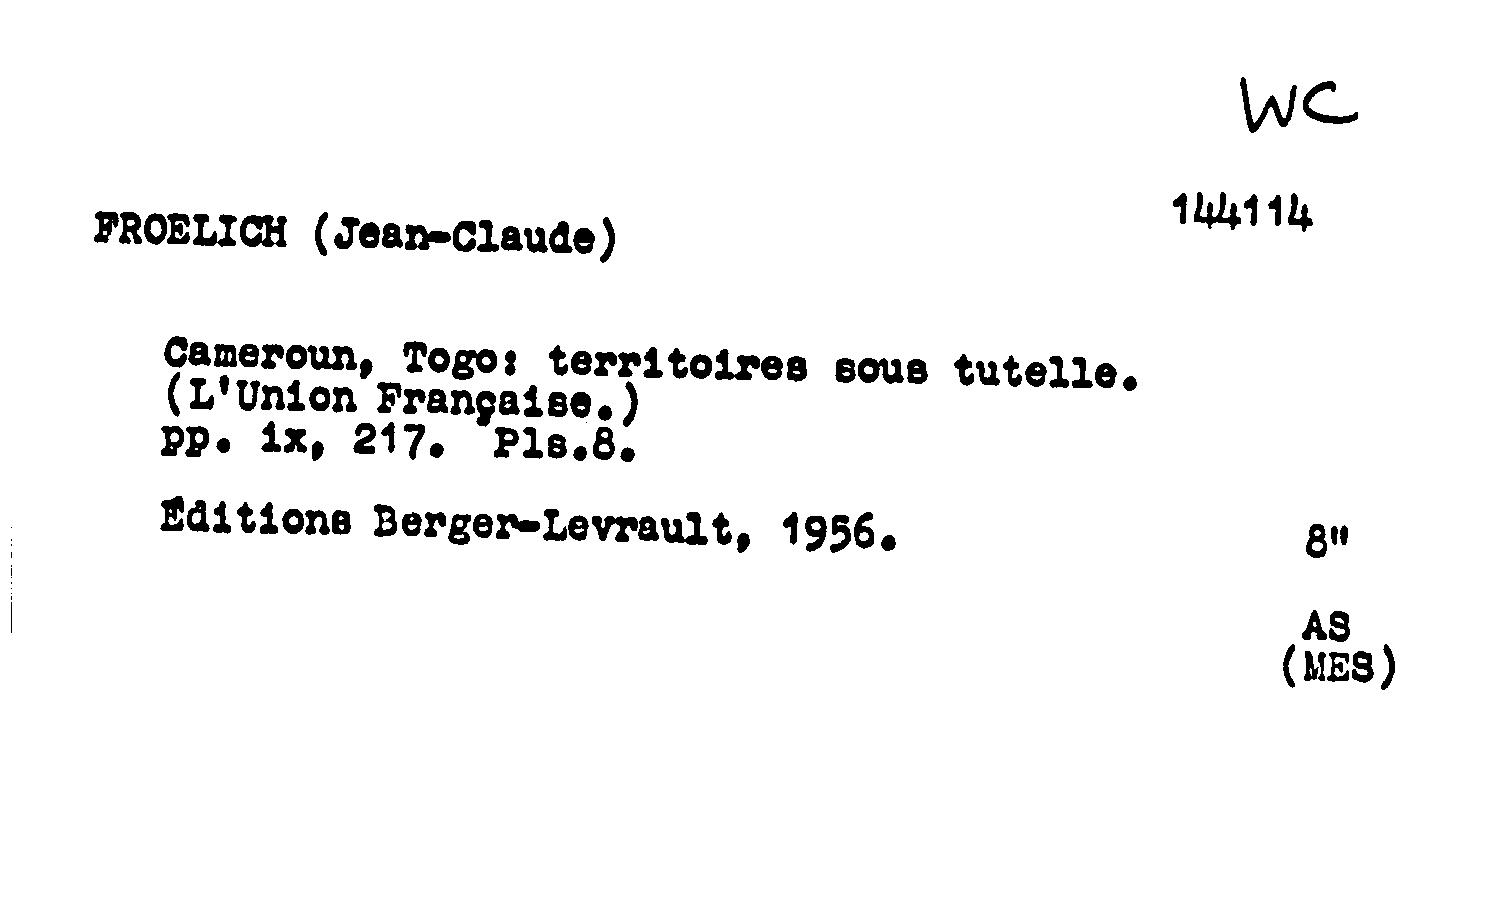 WC
144114
FROELICH (Jean-Claude)
Cameroun, Togo: territoires sous tutelle.
(L'Union Française.)
pp. ix, 217. Pls.8.
Éditions Berger-Levrault, 1956.
8"
AS
(MES)